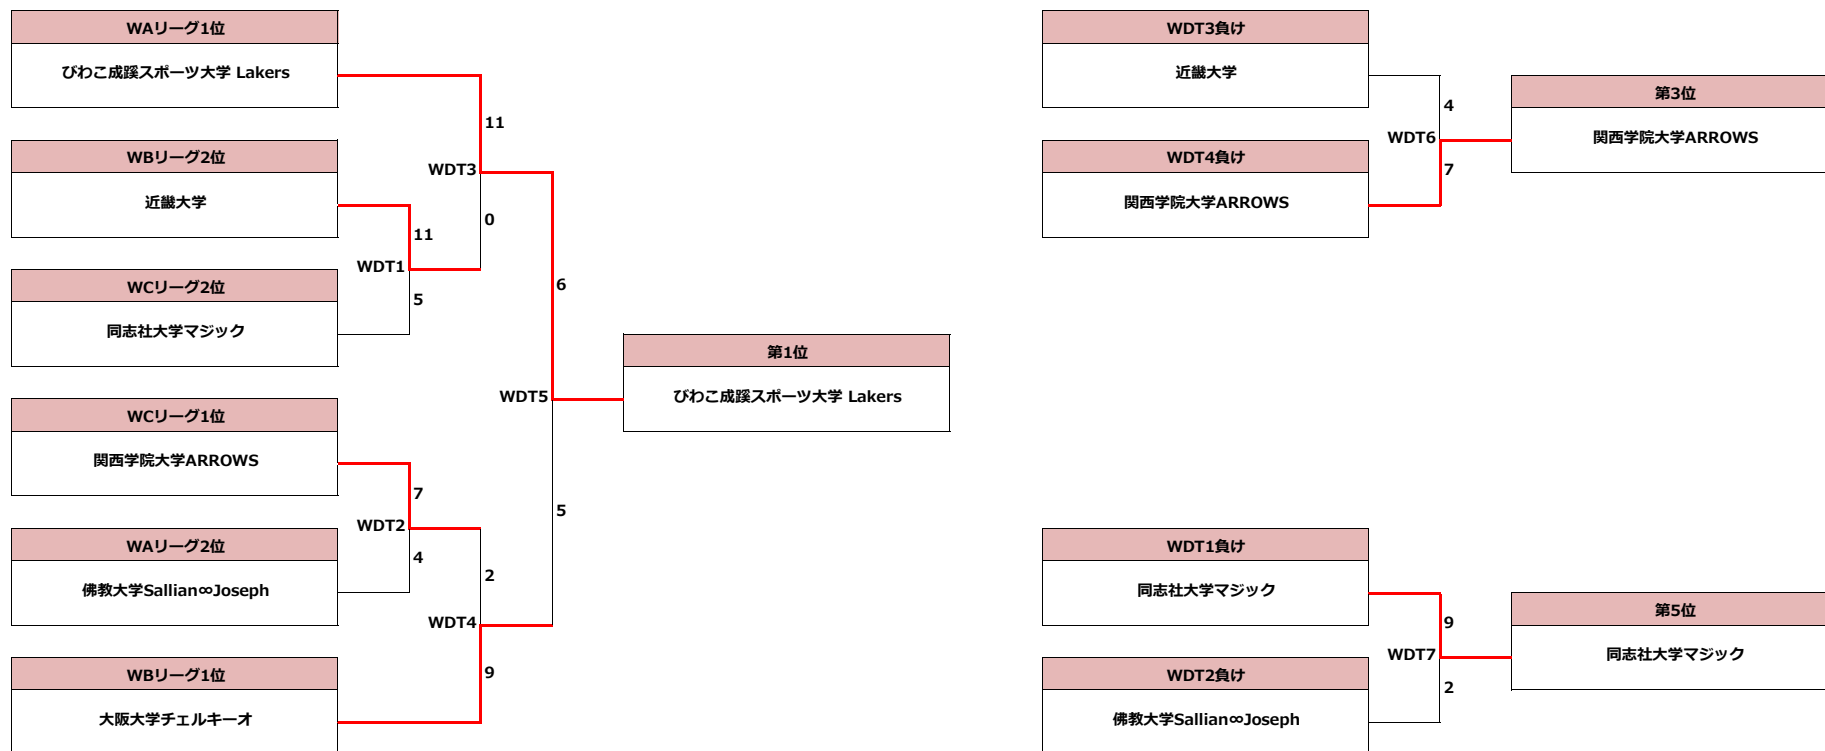 WAリーグ1位
びわこ成蹊スポーツ大学 Lakers
WBリーグ2位
近畿大学
WCリーグ2位
同志社大学マジック
WCリーグ1位
関西学院大学ARROWS
WAリーグ2位
佛教大学Sallian∞Joseph
WBリーグ1位
大阪大学チェルキーオ
11
WDT1
5
7
WDT2
4
11
WDT3
0
2
WDT4
9
6
WDT5
5
第1位
びわこ成蹊スポーツ大学 Lakers
WDT3負け
近畿大学
WDT4負け
関西学院大学ARROWS
4
WDT6
7
第3位
関西学院大学ARROWS
WDT1負け
同志社大学マジック
WDT2負け
佛教大学Sallian∞Joseph
9
WDT7
2
第5位
同志社大学マジック